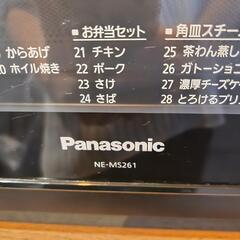 お弁当セット
角皿スチー
からあげ
21 チキン
25 茶わん蒸し
0 ホイル焼き
22 ポーク
26 ガトーショコ
23 さけ
27 濃厚チーズケ
24 さば
28 とろけるプリ
Panasonic
NE-MS261